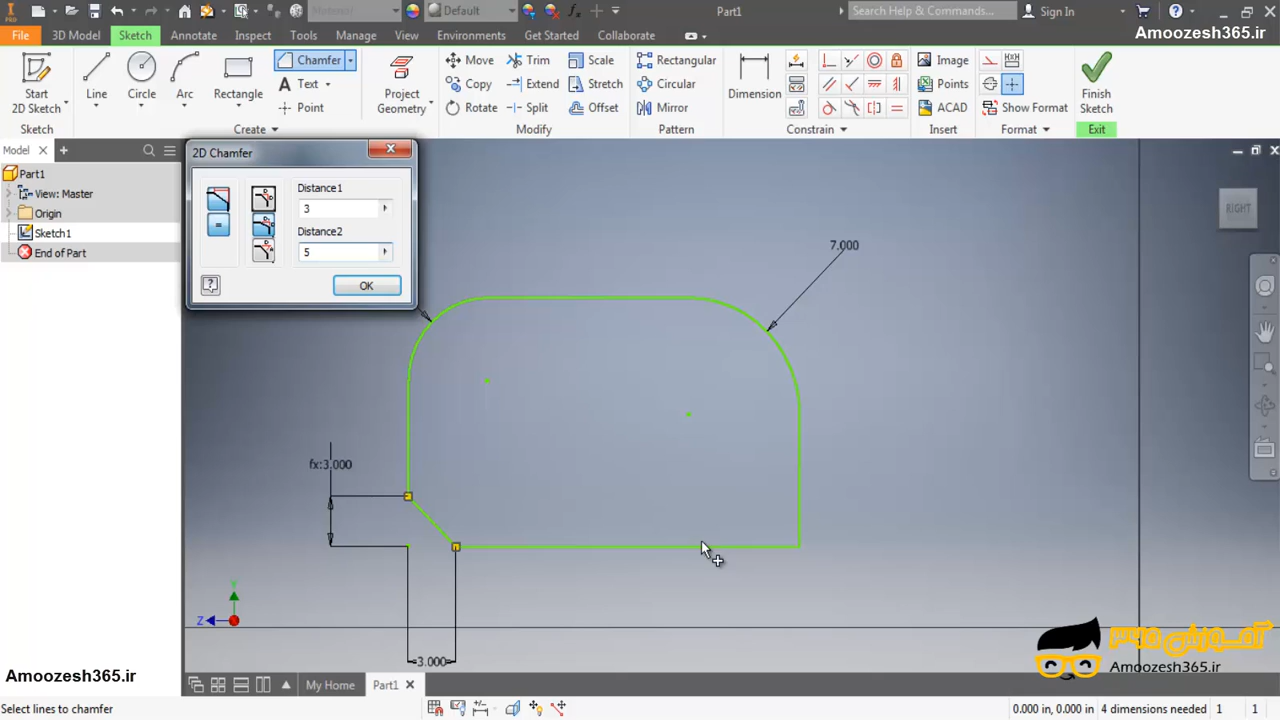 Material
Default
Part1
Search Help & Commands...
Sign In
File
3D Model
Sketch
Annotate
Inspect
Tools
Manage
View
Environments
Get Started
Collaborate
Amoozesh365.ir
Start
2D Sketch
Line
Circle
Arc
Rectangle
Chamfer
Text
Point
Project
Geometry
Move
Copy
Rotate
Trim
Extend
Split
Scale
Stretch
Offset
Rectangular
Circular
Mirror
Dimension
Image
Points
ACAD
Show Format
Finish
Sketch
Sketch
Create
Modify
Pattern
Constrain
Insert
Format
Exit
Model
Part1
View: Master
Origin
Sketch1
End of Part
2D Chamfer
Distance1
3
Distance2
5
OK
RIGHT
7.000
fx:3.000
3.000
Y
Z
آموزش ۳۶۵
Amoozesh365.ir
Amoozesh365.ir
My Home
Part1
Select lines to chamfer
0.000 in, 0.000 in
4 dimensions needed
1
1